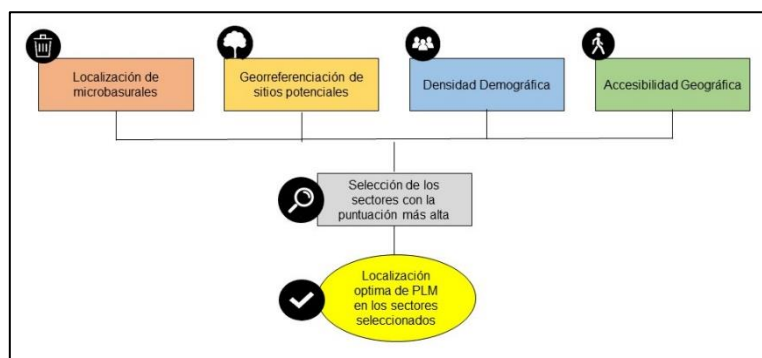 Localización de
microbasurales
Georreferenciación de
sitios potenciales
Densidad Demográfica
Accesibilidad Geográfica
Selección de los
sectores con la
puntuación más alta
Localización
optima de PLM
en los sectores
seleccionados